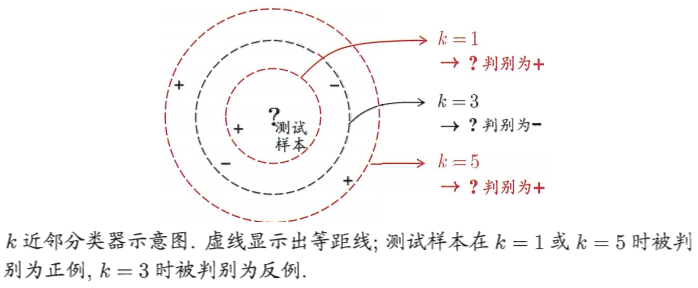 k = 1
→ ?判别为+
+
−
k = 3
?
→ ?判别为−
+
测试
样本
−
k = 5
+
→ ?判别为+
k 近邻分类器示意图. 虚线显示出等距线; 测试样本在 k = 1 或 k = 5 时被判
别为正例, k = 3 时被判别为反例.